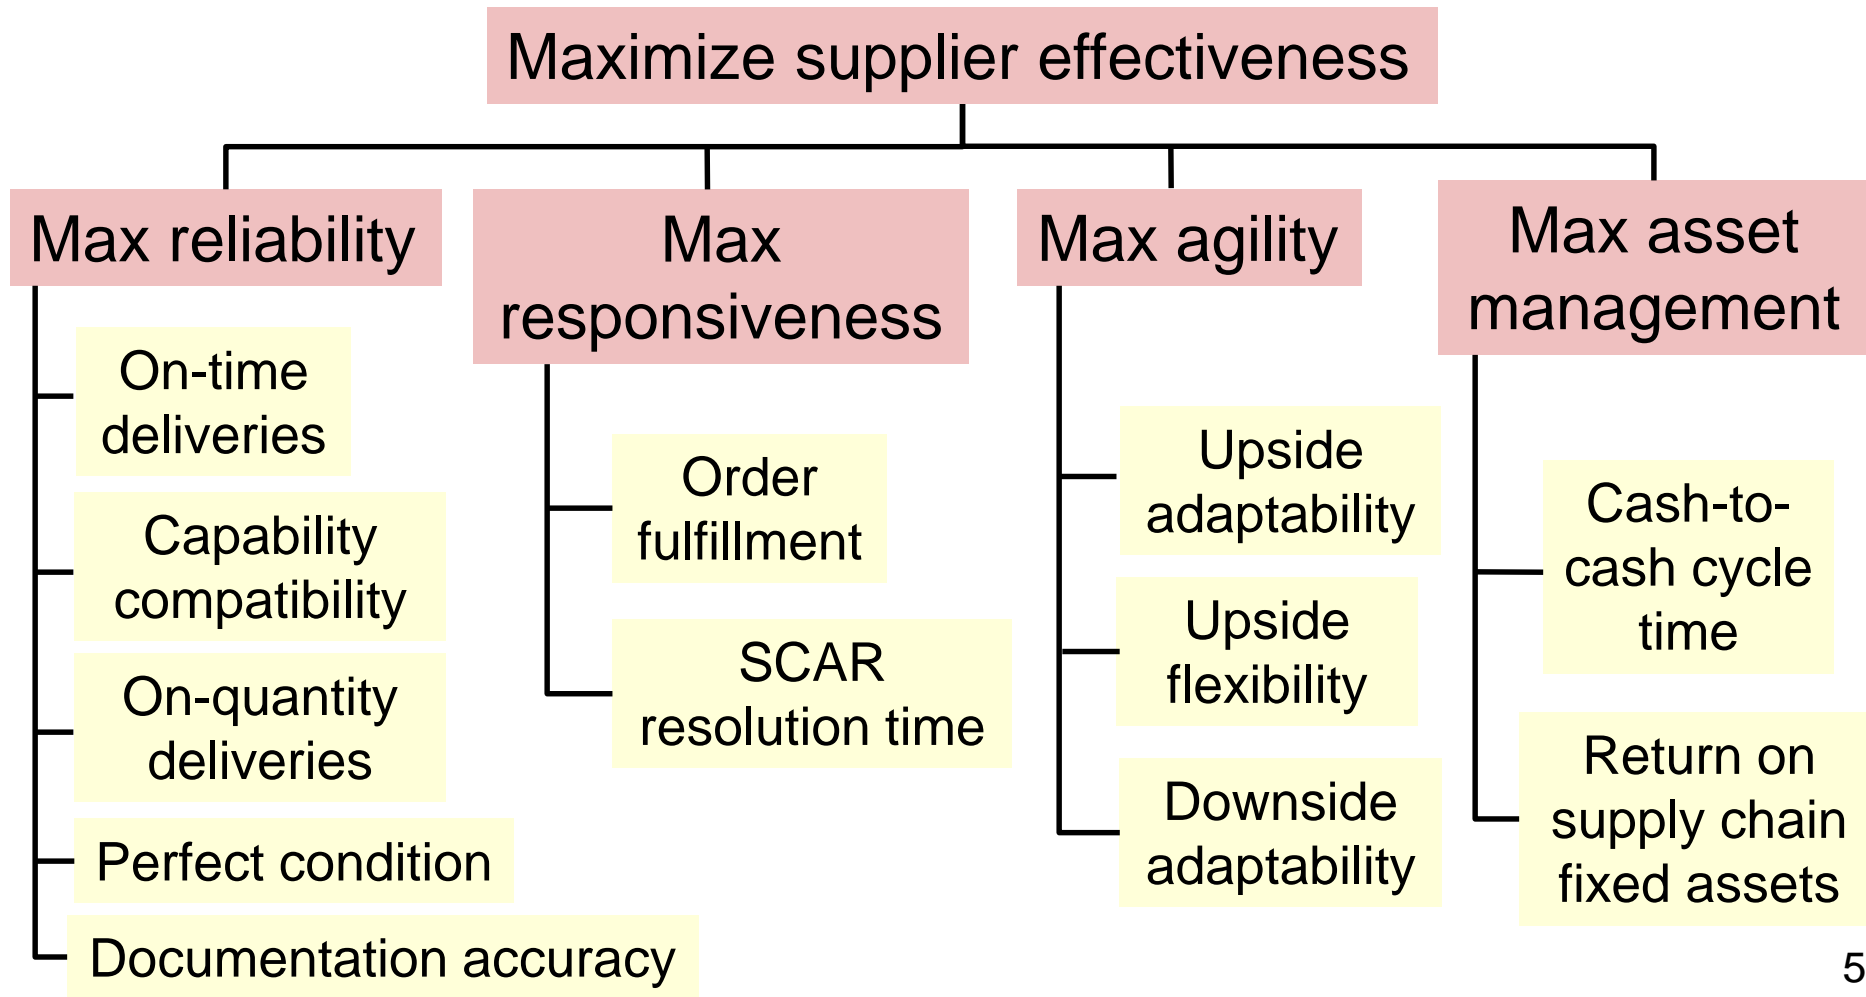 Maximize supplier effectiveness
Max reliability
On-time
deliveries
Capability
compatibility
On-quantity
deliveries
Perfect condition
Documentation accuracy
Max
responsiveness
Order
fulfillment
SCAR
resolution time
Max agility
Upside
adaptability
Upside
flexibility
Downside
adaptability
Max asset
management
Cash-to-
cash cycle
time
Return on
supply chain
fixed assets
5